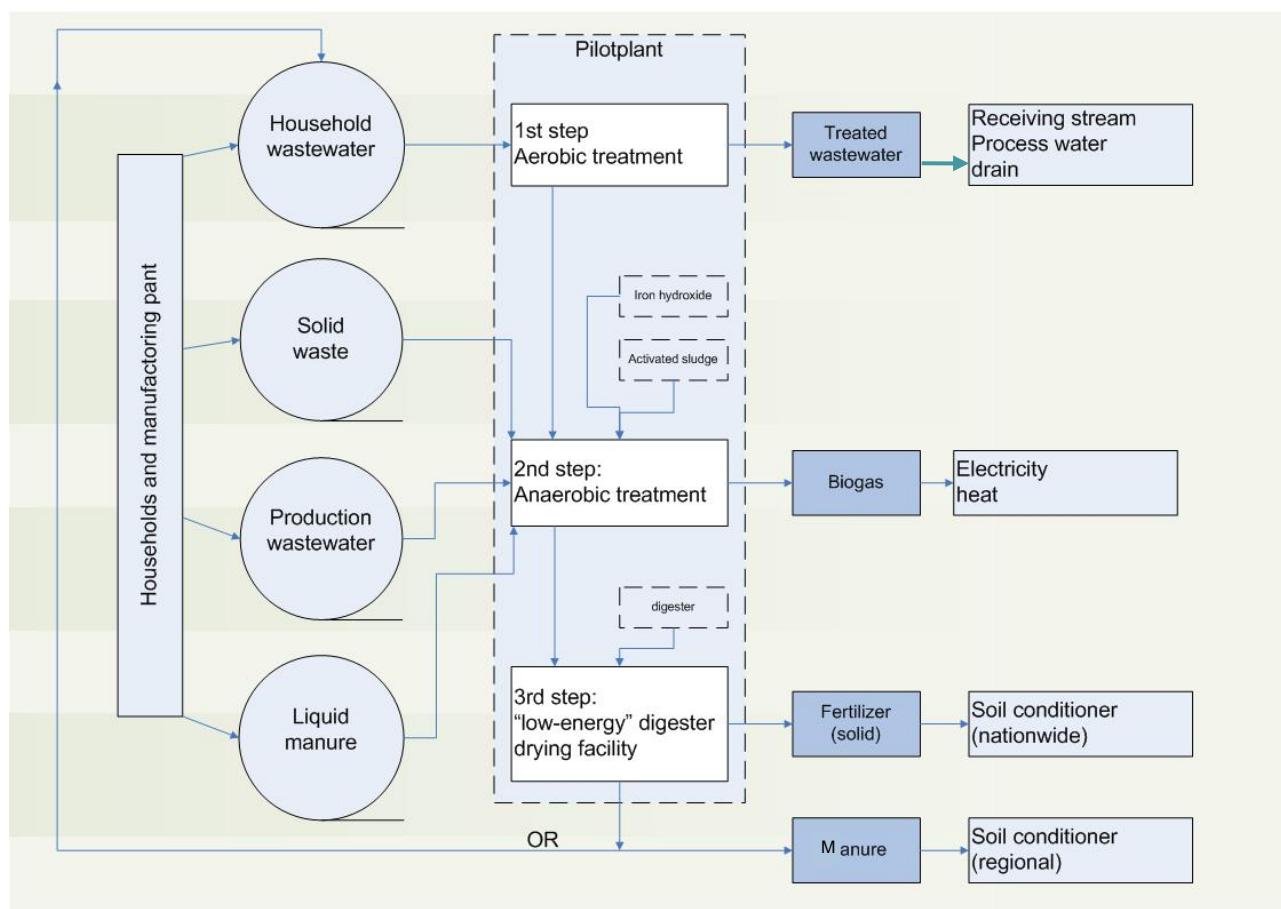 Pilotplant
Households and manufactoring pant
Household
wastewater
1st step
Aerobic treatment
Treated
wastewater
Receiving stream
Process water
drain
Solid
waste
Iron hydroxide
Activated sludge
Production
wastewater
2nd step:
Anaerobic treatment
Biogas
Electricity
heat
digester
Liquid
manure
3rd step:
“low-energy” digester
drying facility
Fertilizer
(solid)
Soil conditioner
(nationwide)
OR
Manure
Soil conditioner
(regional)